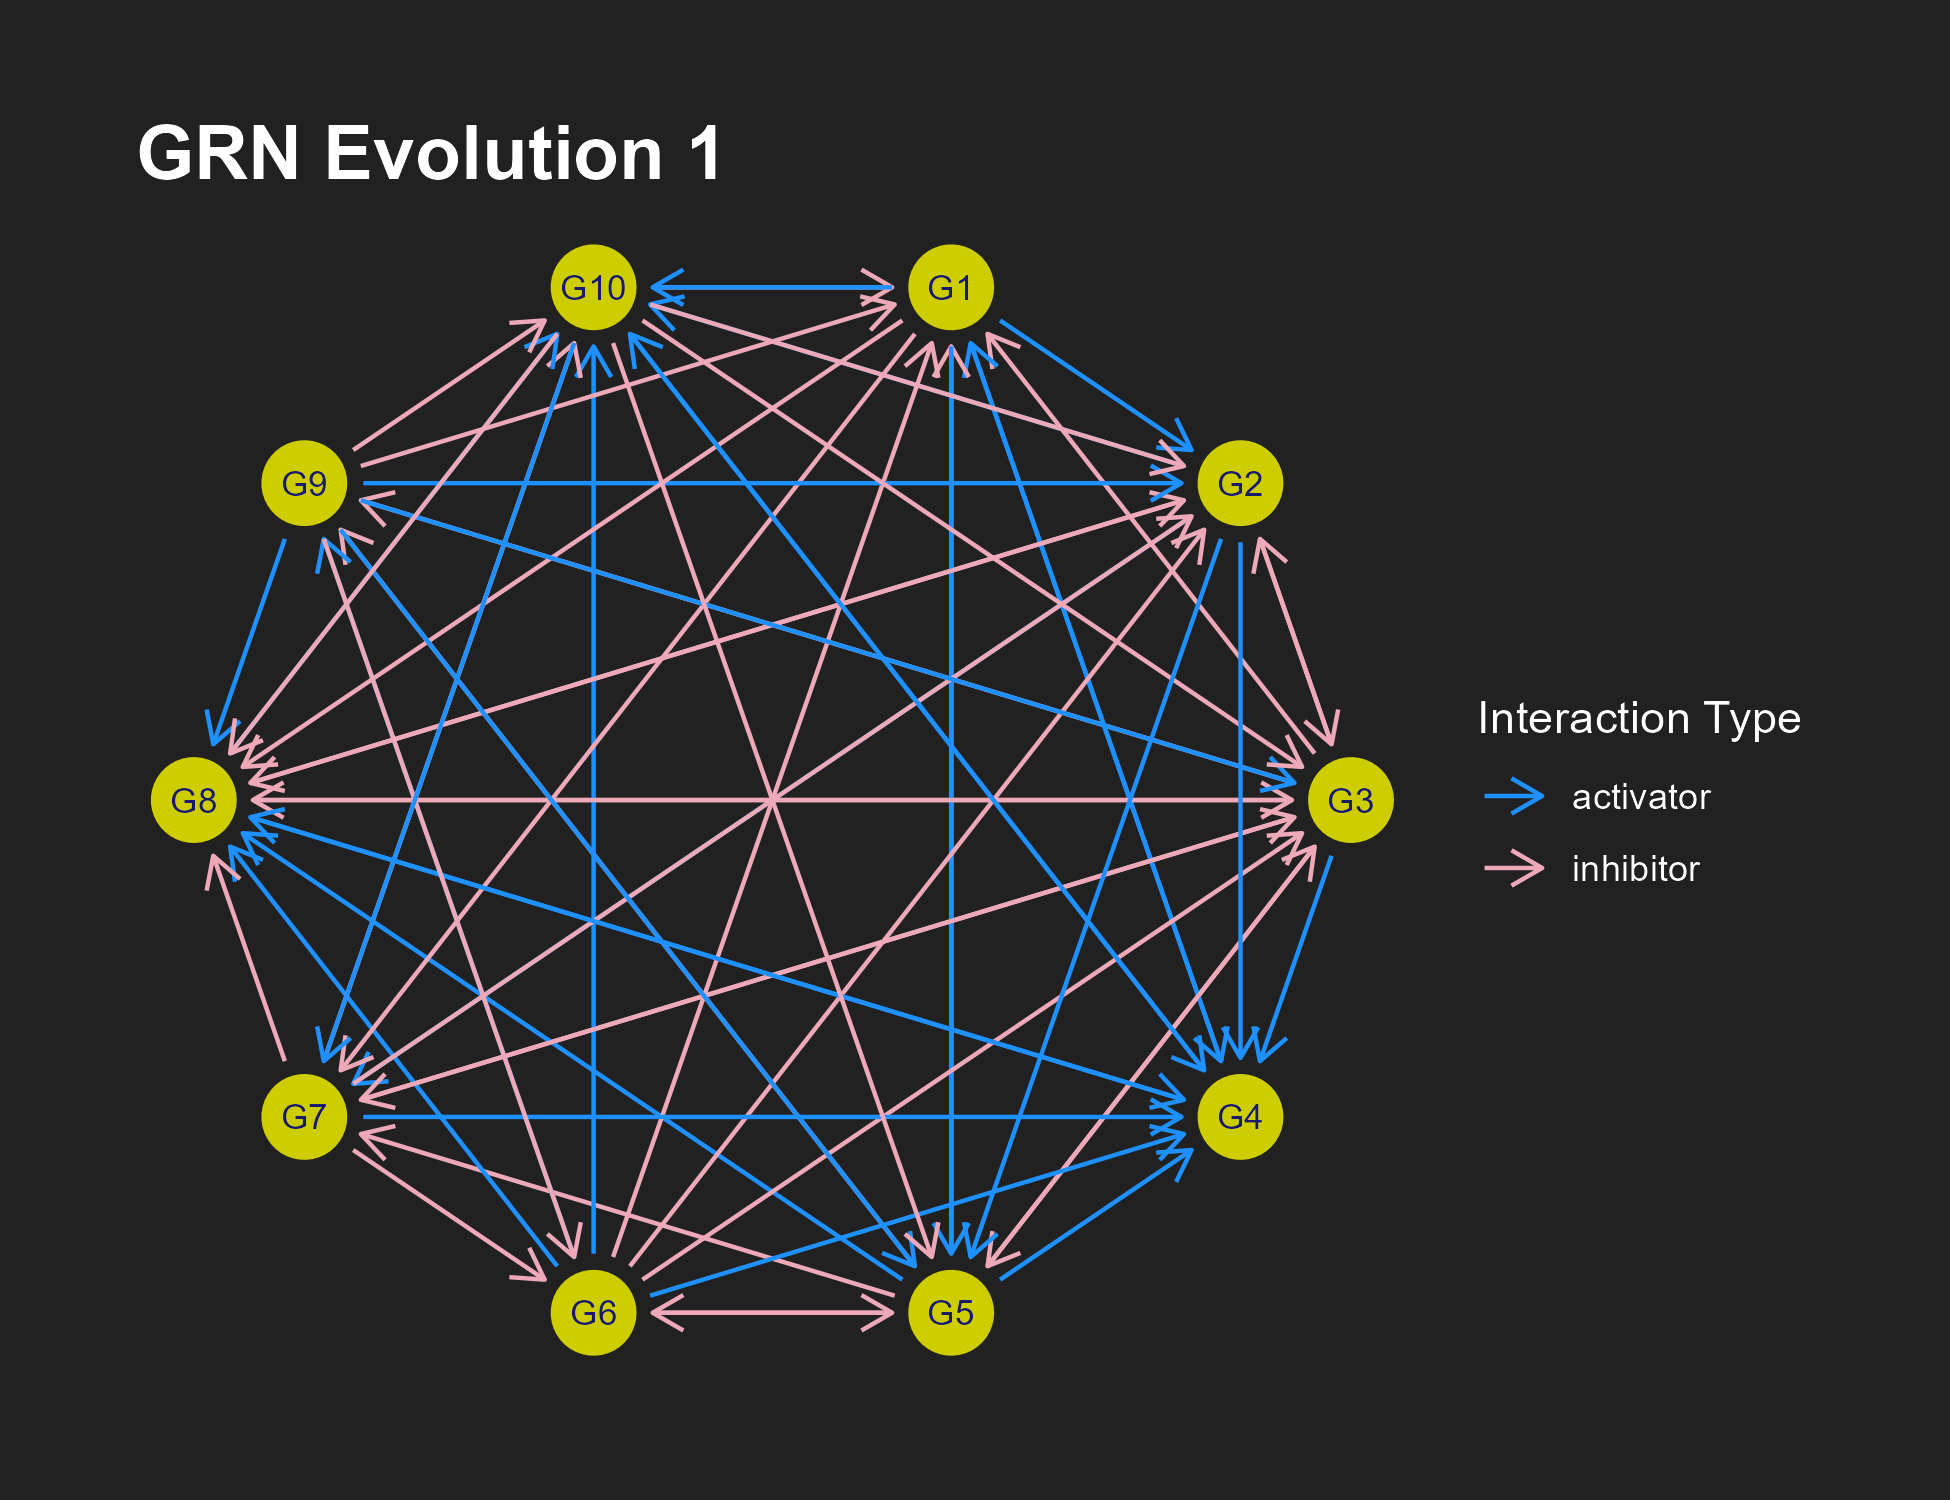 GRN Evolution 1
G10
G1
G9
G2
G8
G3
G7
G4
G6
G5
Interaction Type
activator
inhibitor